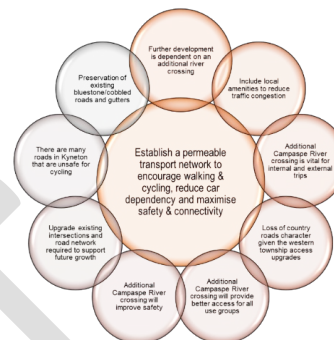 Further development
is dependent on an
additional river
crossing
Include local
amenities to reduce
traffic congestion
Additional
Campaspe River
crossing is vital for
internal and external
trips
Loss of country
roads character
given the western
township access
upgrades
Additional
Campaspe River
crossing will provide
better access for all
use groups
Additional
Campaspe River
crossing will
improve safety
Upgrade existing
intersections and
road network
required to support
future growth
There are many
roads in Kyneton
that are unsafe for
cycling
Preservation of
existing
bluestone/cobbled
roads and gutters
Establish a permeable
transport network to
encourage walking &
cycling, reduce car
dependency and maximise
safety & connectivity